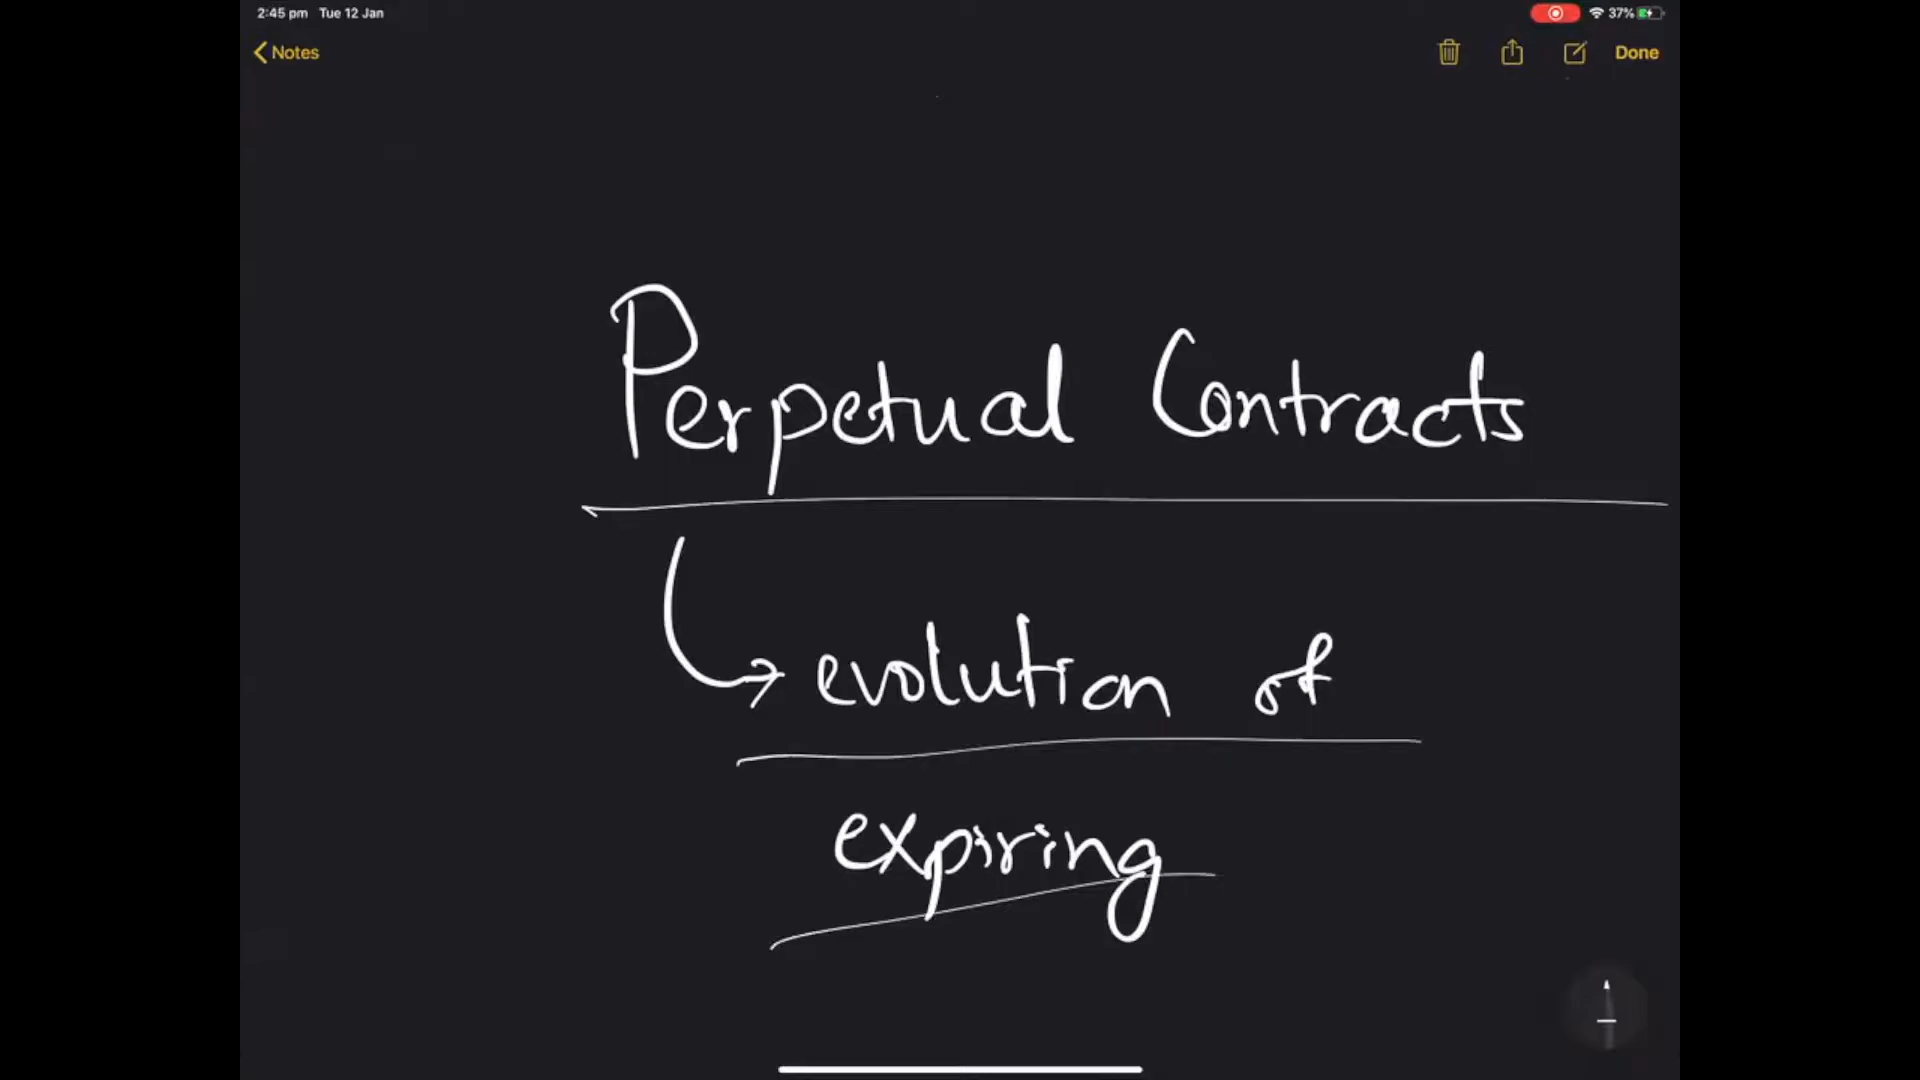 2:45 pm Tue 12 Jan 37%
Notes Done
Perpetual Contracts
→ evolution of
expiring